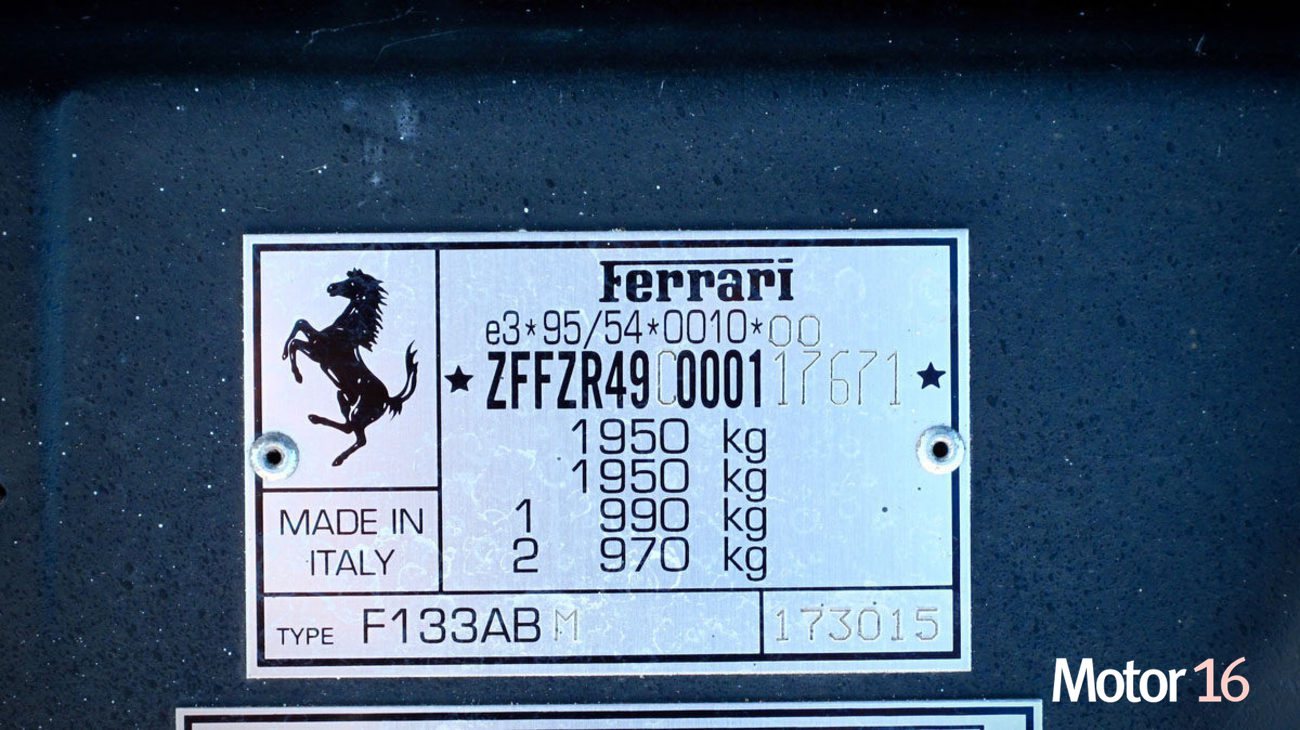 Ferrari
e3*95/54*0010*00
★ ZFFZR49C000117671 ★
1950 kg
1950 kg
1 990 kg
2 970 kg
MADE IN
ITALY
TYPE F133AB M
173015
Motor 16